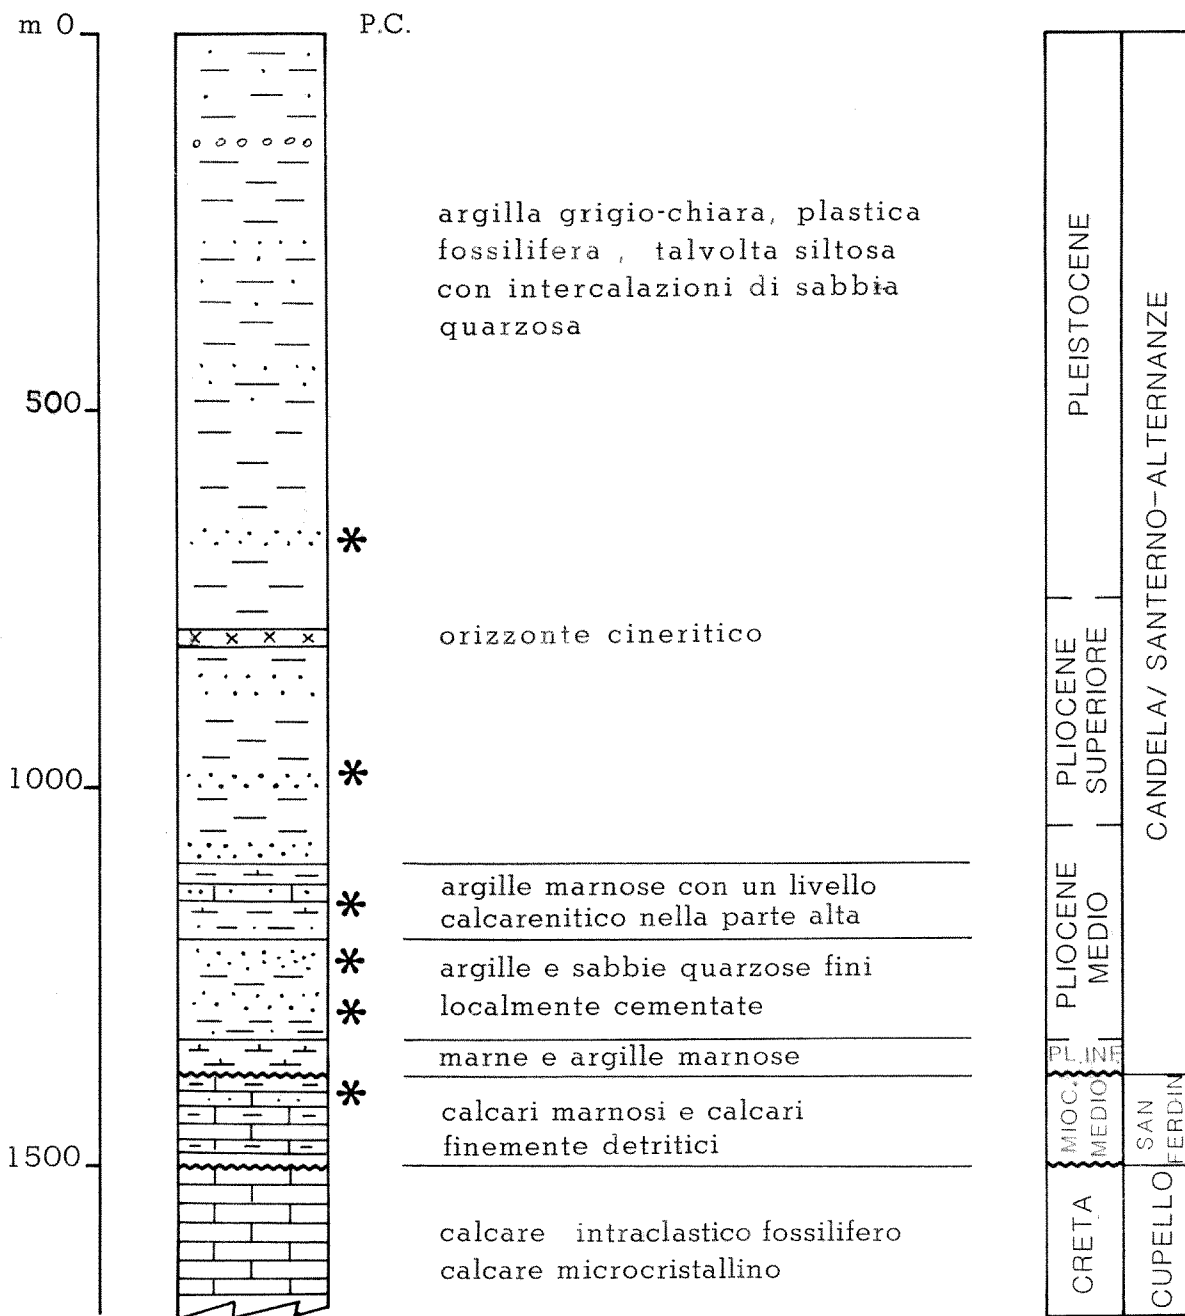 m 0
P.C.
argilla grigio-chiara, plastica
fossilifera , talvolta siltosa
con intercalazioni di sabbia
quarzosa
500
orizzonte cineritico
1000
argille marnose con un livello
calcarenitico nella parte alta
argille e sabbie quarzose fini
localmente cementate
marne e argille marnose
calcari marnosi e calcari
finemente detritici
1500
calcare intraclastico fossilifero
calcare microcristallino
PLEISTOCENE
PLIOCENE
SUPERIORE
PLIOCENE
MEDIO
PL.INF
MIOC.
MEDIO
CRETA
CANDELA/ SANTERNO-ALTERNANZE
SAN
FERDIN
CUPELLO